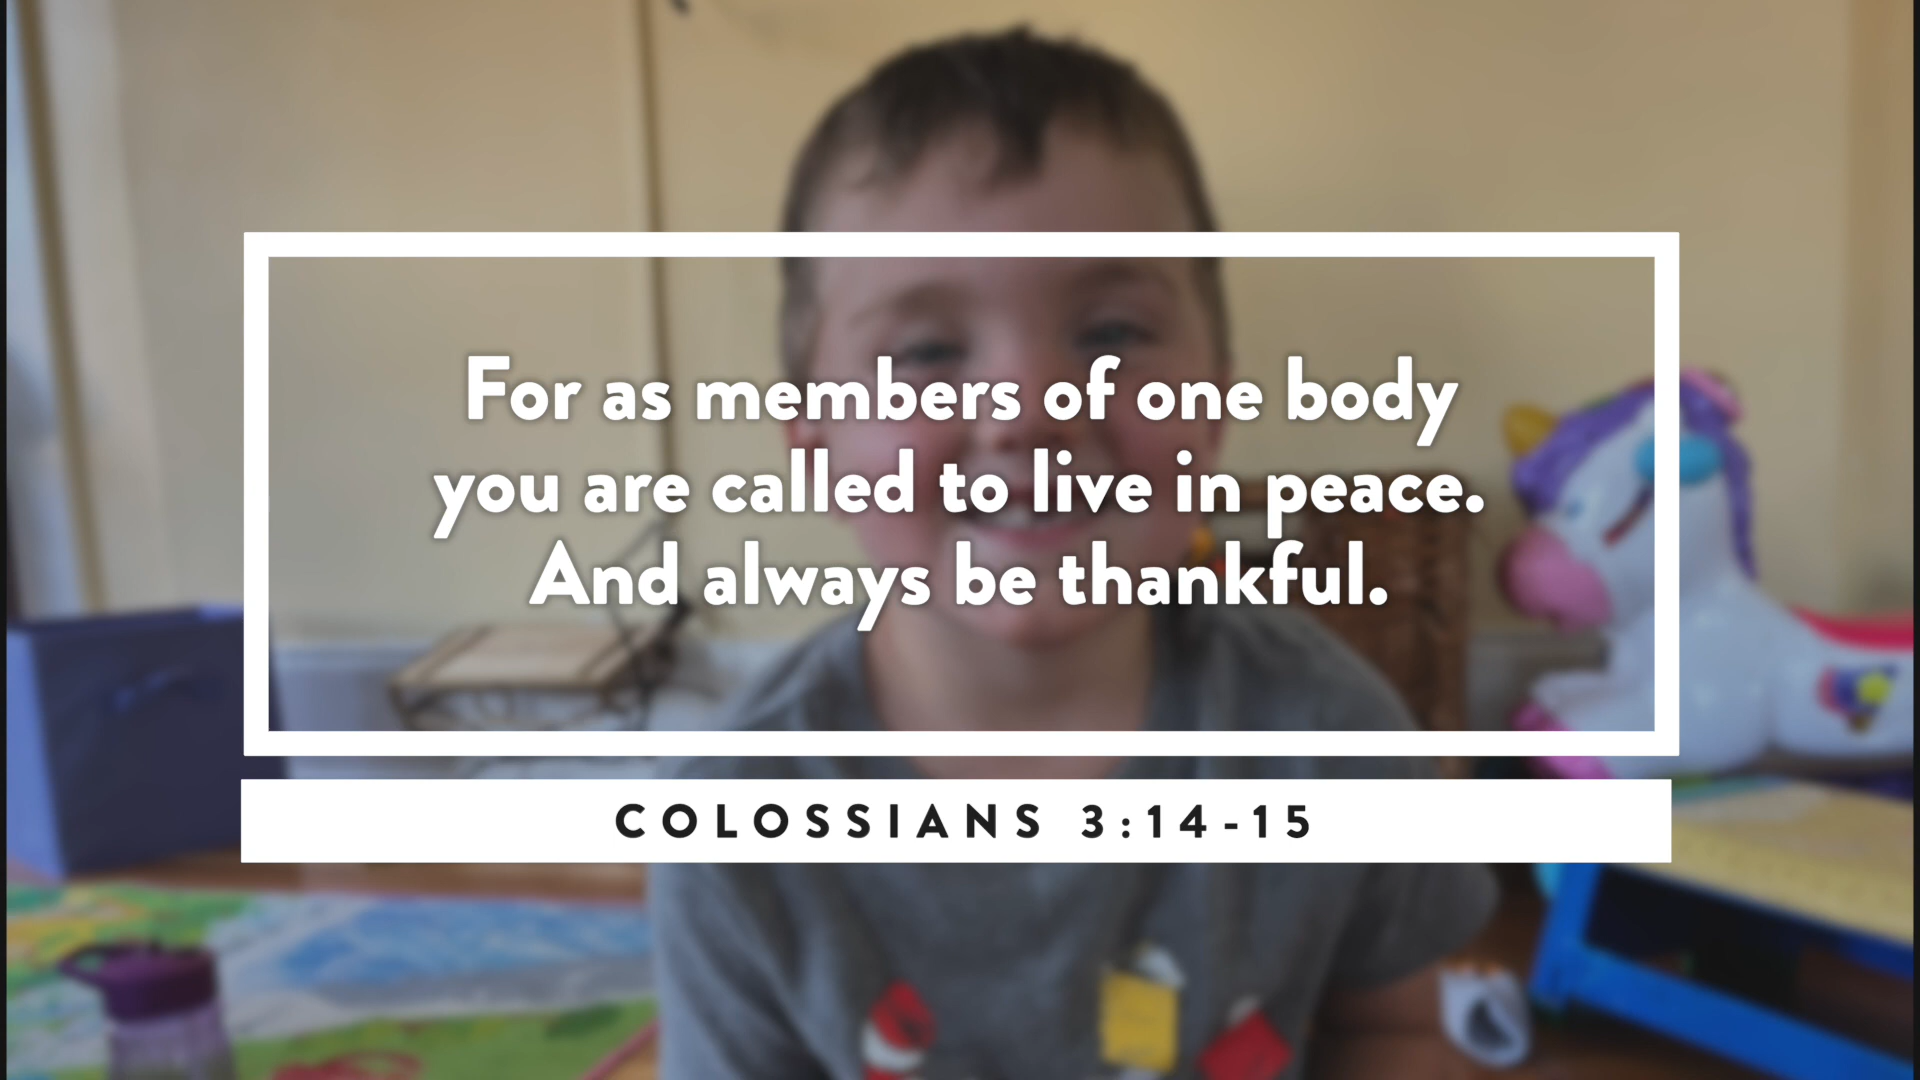 For as members of one body
you are called to live in peace.
And always be thankful.
COLOSSIANS 3:14-15